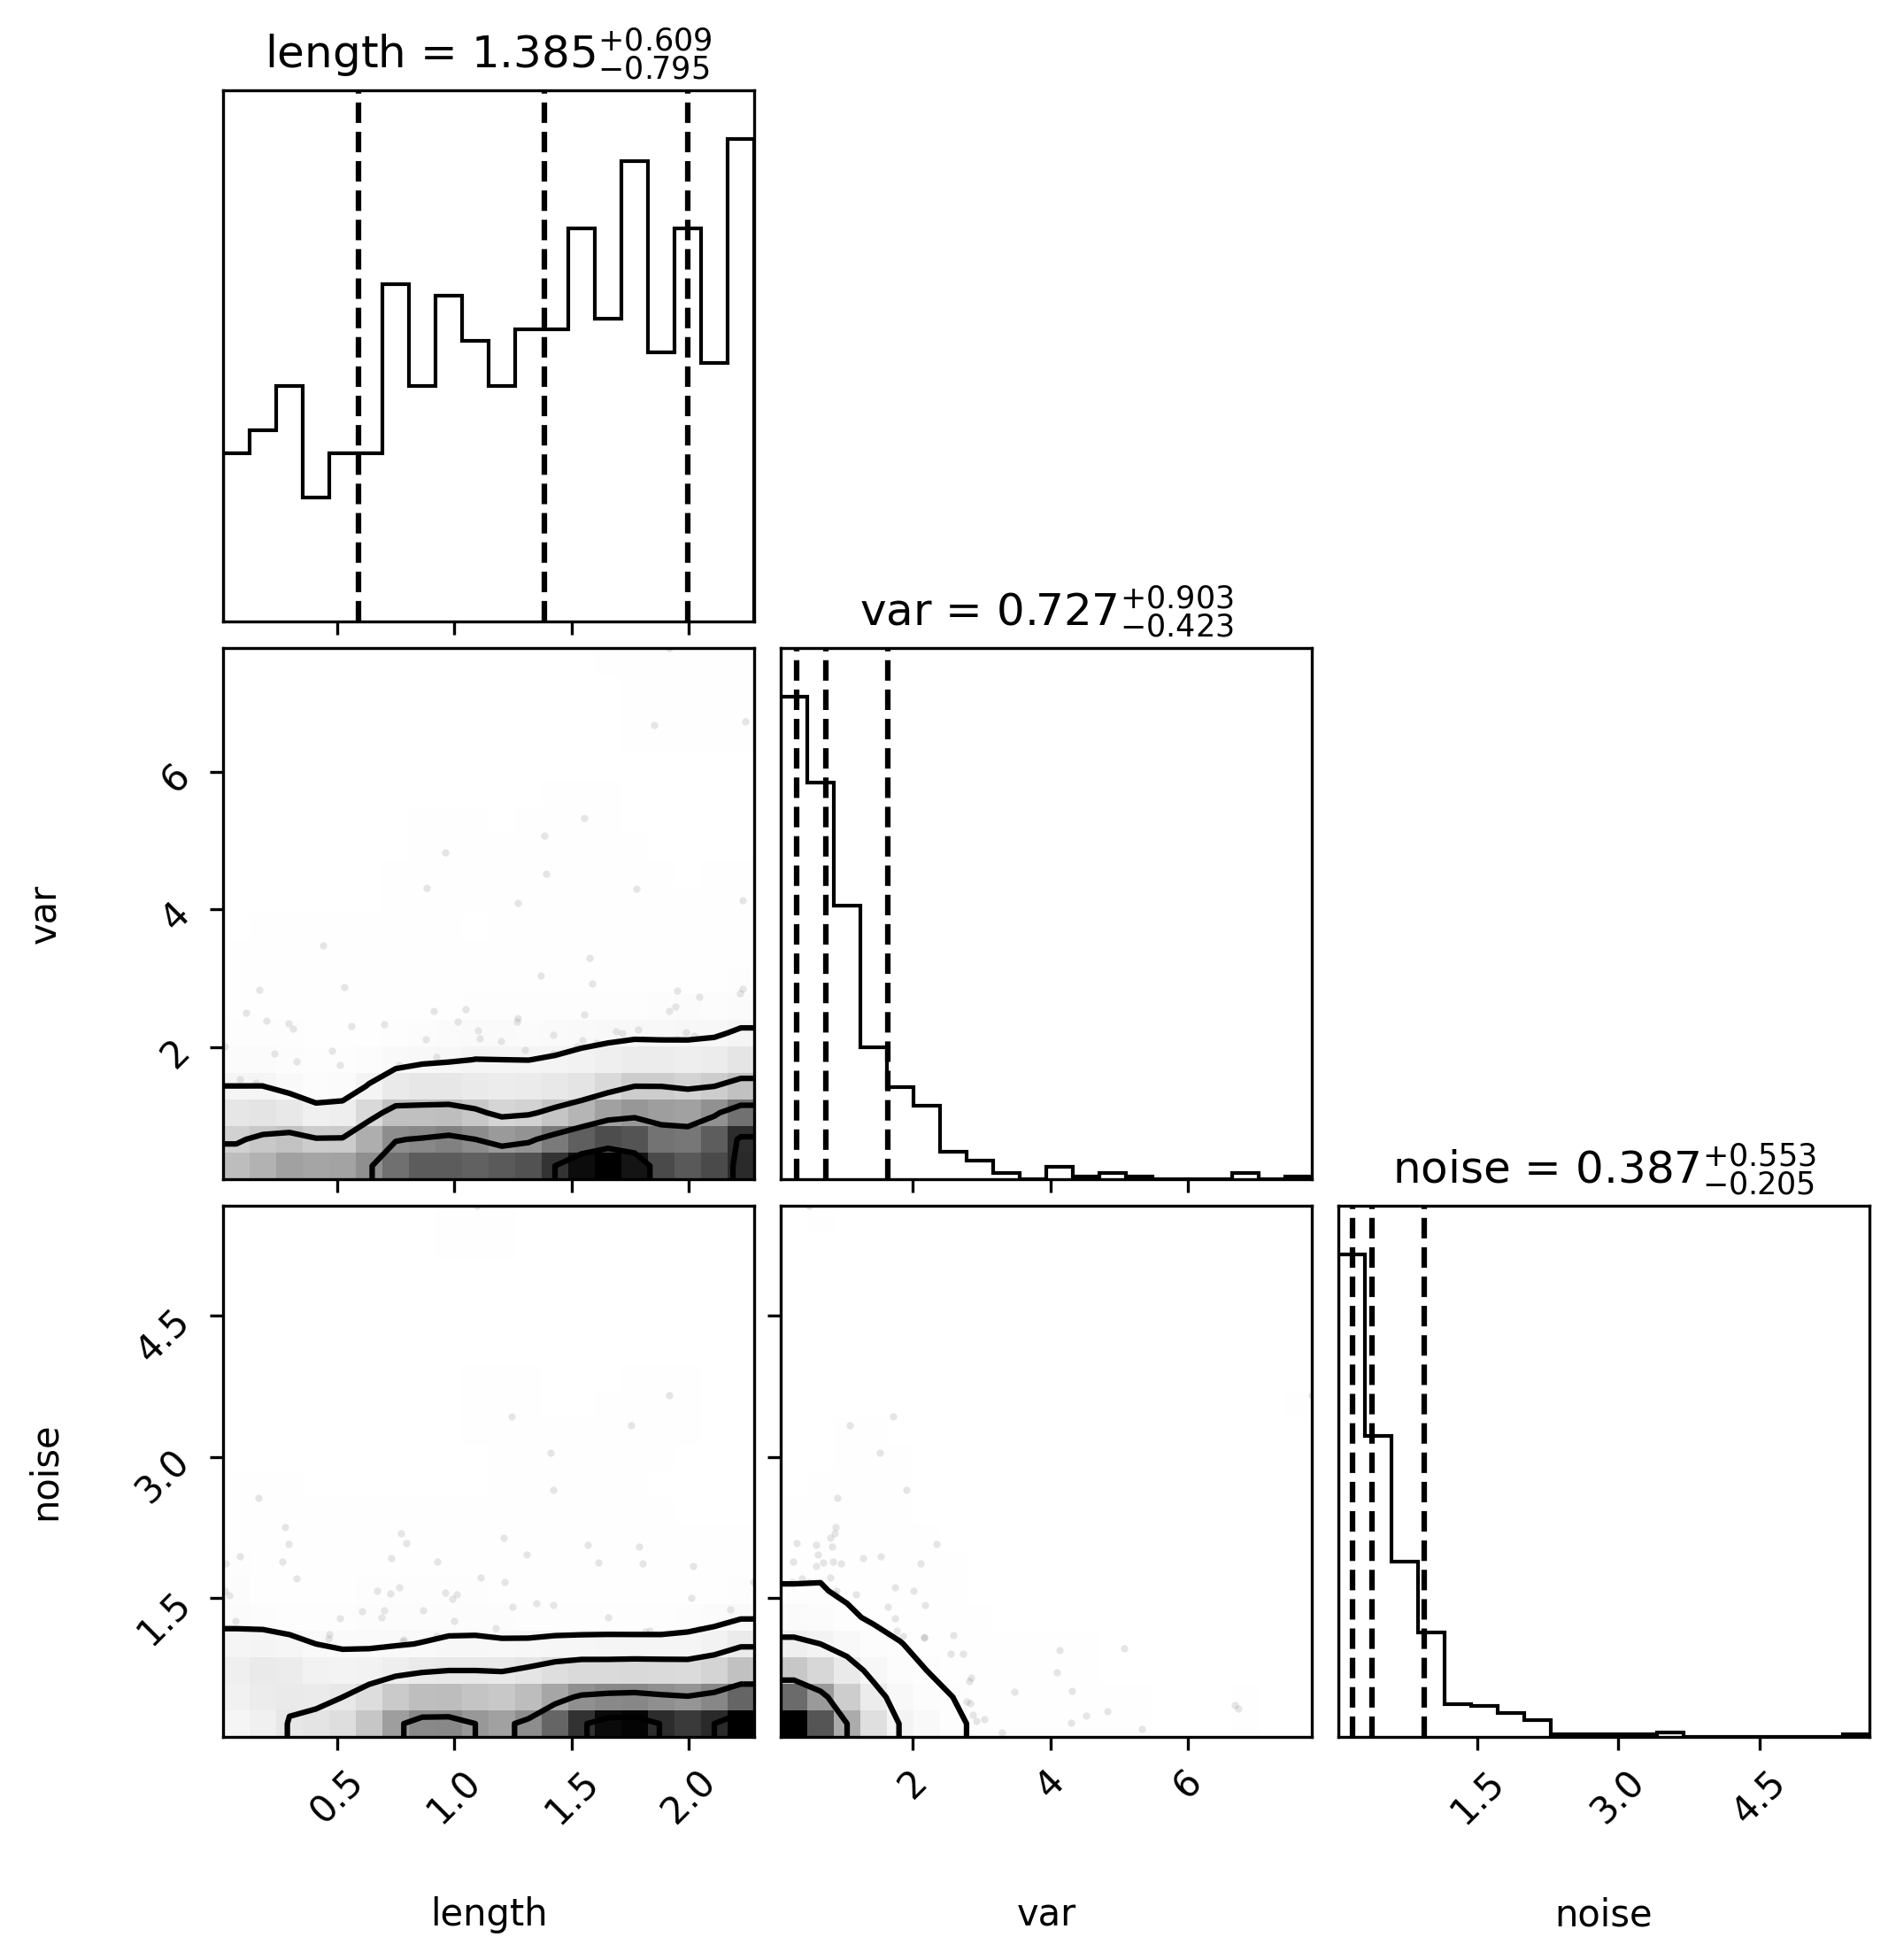 length = 1.385 +0.609 −0.795
var = 0.727 +0.903 −0.423
6
4
2
var
noise = 0.387 +0.553 −0.205
4.5
3.0
1.5
noise
0.5 1.0 1.5 2.0 2 4 6 1.5 3.0 4.5
length var noise